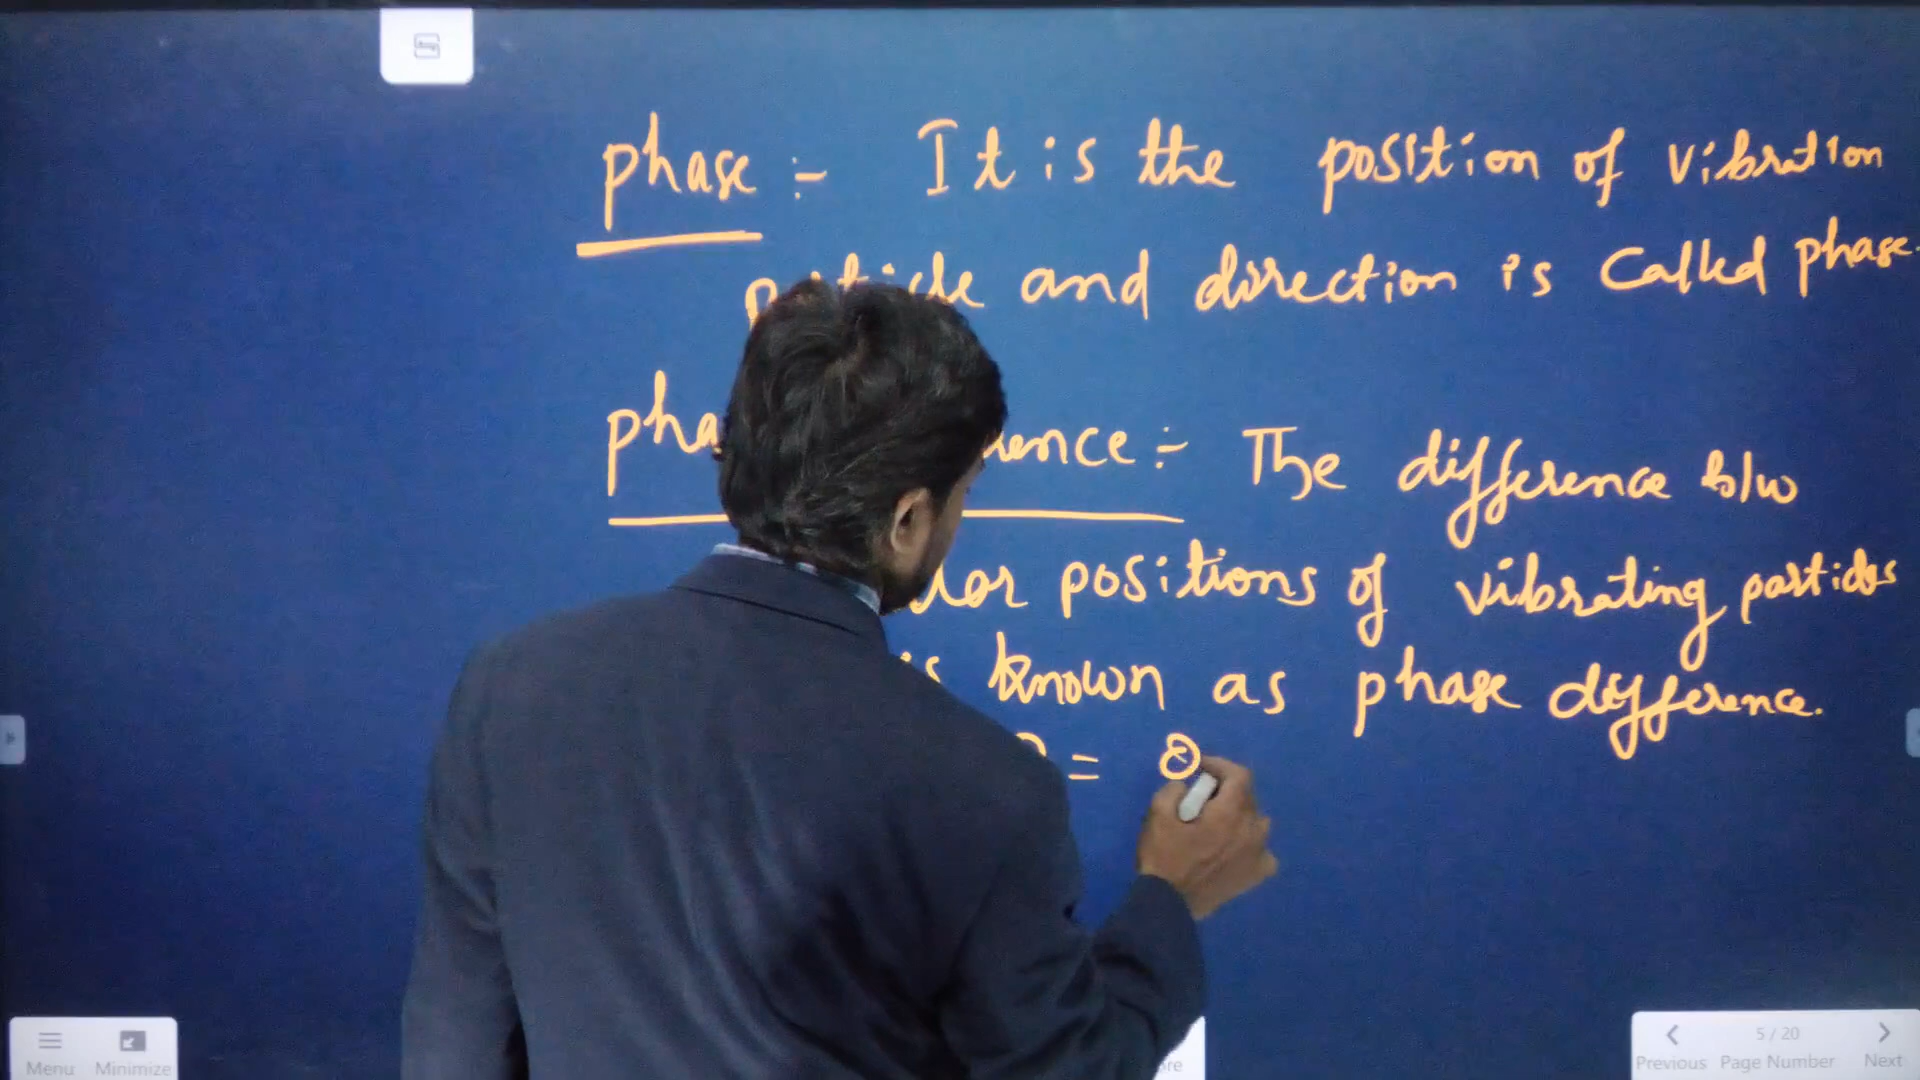 phase :- It is the position of vibration
and direction is called phase.
:- The difference b/w
positions of vibrating particles
known as phase difference.
=
Menu Minimize
5 / 20
Previous Page Number Next